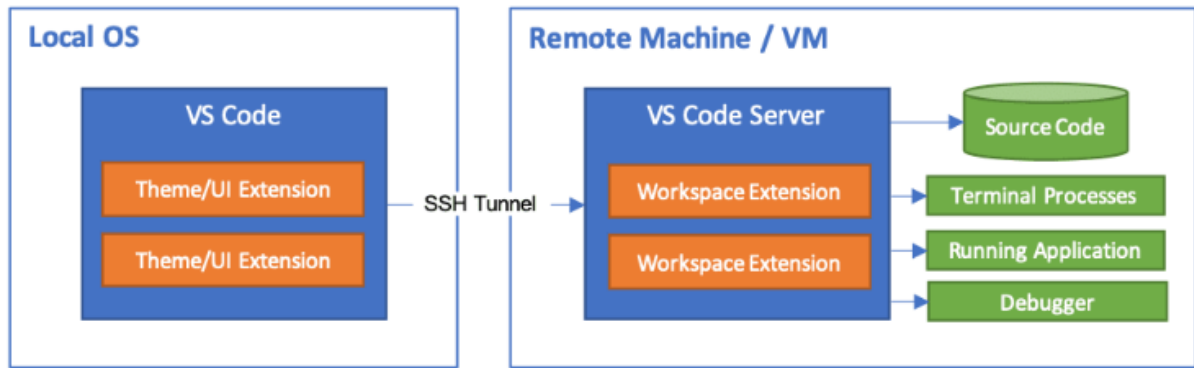 Local OS
VS Code
Theme/UI Extension
Theme/UI Extension
SSH Tunnel
Remote Machine / VM
VS Code Server
Workspace Extension
Workspace Extension
Source Code
Terminal Processes
Running Application
Debugger